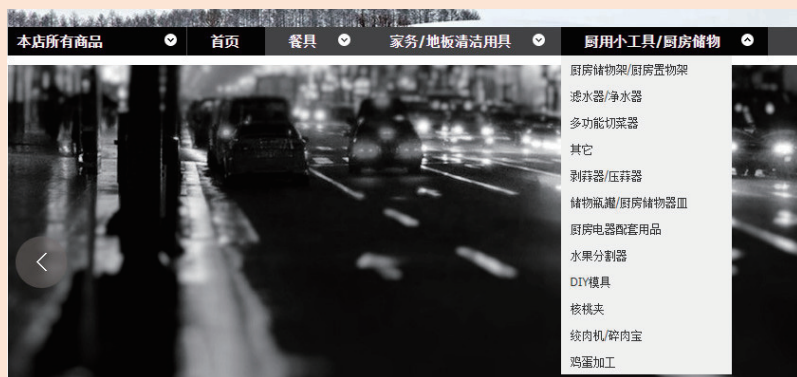 本店所有商品 首页 餐具 家务/地板清洁用具 厨用小工具/厨房储物
厨房储物架/厨房置物架
滤水器/净水器
多功能切菜器
其它
剥蒜器/压蒜器
储物瓶罐/厨房储物器皿
厨房电器配套用品
水果分割器
DIY模具
核桃夹
绞肉机/碎肉宝
鸡蛋加工